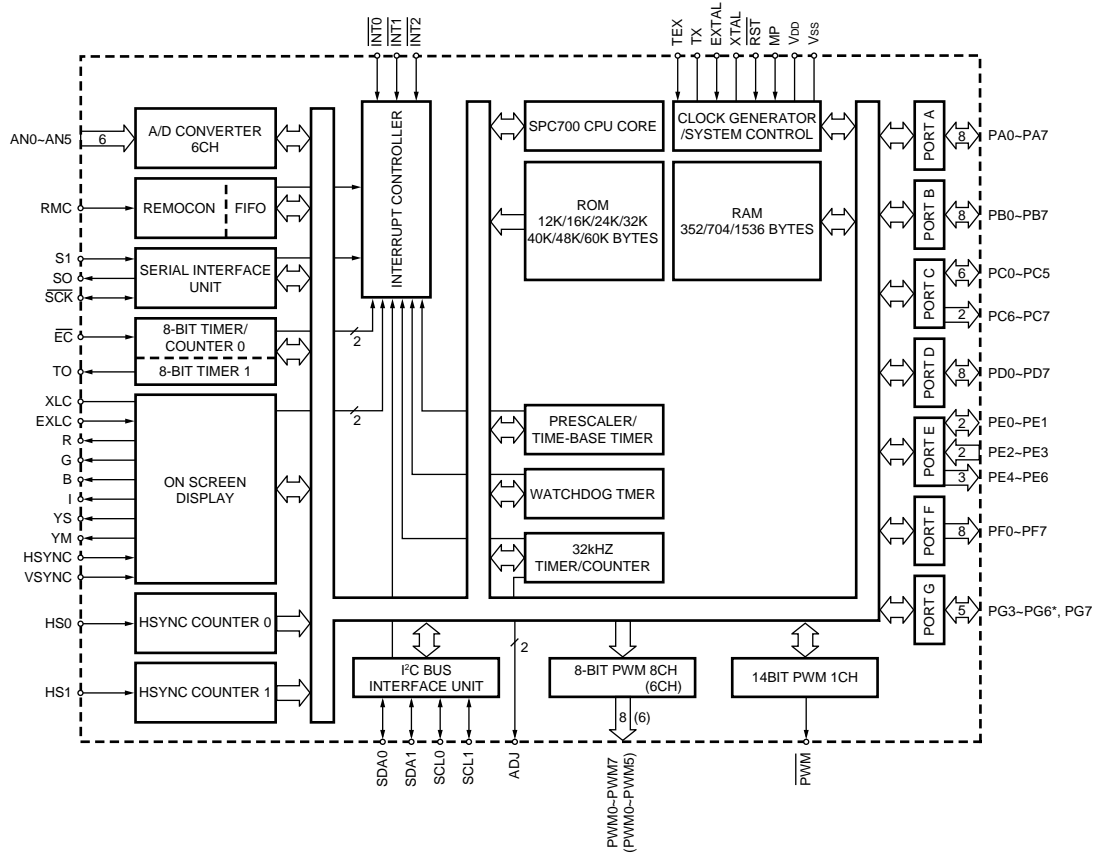 INT0
INT1
INT2
TEX
TX
EXTAL
XTAL
RST
MP
VDD
VSS
AN0~AN5
6
A/D CONVERTER
6CH
RMC
REMOCON
FIFO
S1
SO
SCK
SERIAL INTERFACE
UNIT
EC
TO
8-BIT TIMER/
COUNTER 0
8-BIT TIMER 1
2
XLC
EXLC
R
G
B
I
YS
YM
HSYNC
VSYNC
ON SCREEN
DISPLAY
2
HS0
HSYNC COUNTER 0
HS1
HSYNC COUNTER 1
INTERRUPT CONTROLLER
SPC700 CPU CORE
CLOCK GENERATOR
/SYSTEM CONTROL
ROM
12K/16K/24K/32K
40K/48K/60K BYTES
RAM
352/704/1536 BYTES
PRESCALER/
TIME-BASE TIMER
WATCHDOG TMER
32kHZ
TIMER/COUNTER
PORT A
8
PA0~PA7
PORT B
8
PB0~PB7
PORT C
6
PC0~PC5
2
PC6~PC7
PORT D
8
PD0~PD7
PORT E
2
PE0~PE1
2
PE2~PE3
3
PE4~PE6
PORT F
8
PF0~PF7
PORT G
5
PG3~PG6*, PG7
I²C BUS
INTERFACE UNIT
2
8-BIT PWM 8CH
(6CH)
14BIT PWM 1CH
8 (6)
SDA0
SDA1
SCL0
SCL1
ADJ
PWM0~PWM7
(PWM0~PWM5)
PWM